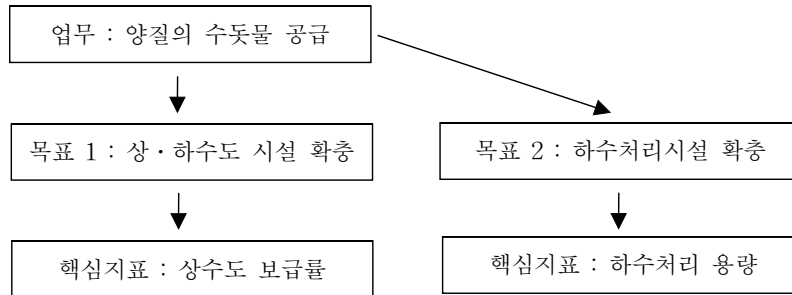 업무 : 양질의 수돗물 공급
목표 1 : 상・하수도 시설 확충
목표 2 : 하수처리시설 확충
핵심지표 : 상수도 보급률
핵심지표 : 하수처리 용량